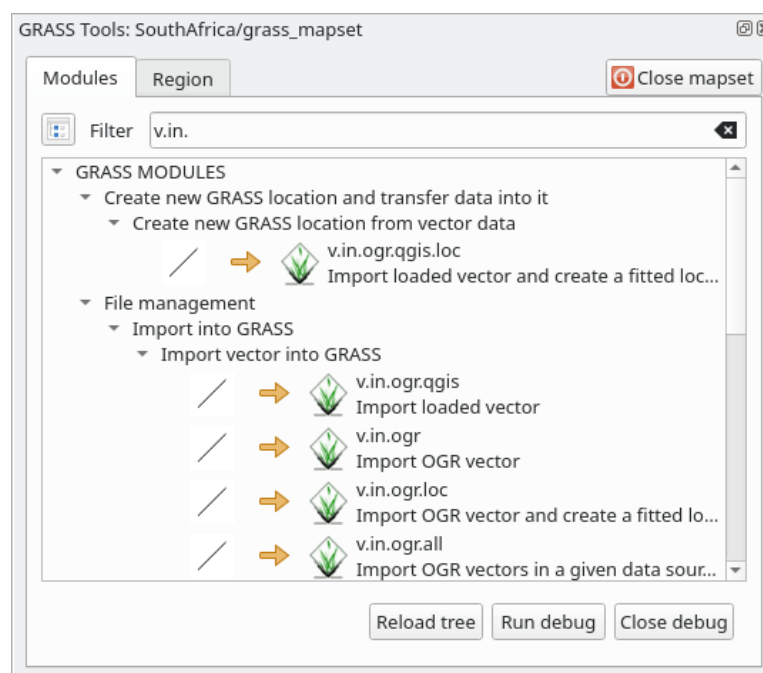 GRASS Tools: SouthAfrica/grass_mapset
Modules
Region
Close mapset
Filter
v.in.
GRASS MODULES
Create new GRASS location and transfer data into it
Create new GRASS location from vector data
v.in.ogr.qgis.loc
Import loaded vector and create a fitted loc...
File management
Import into GRASS
Import vector into GRASS
v.in.ogr.qgis
Import loaded vector
v.in.ogr
Import OGR vector
v.in.ogr.loc
Import OGR vector and create a fitted lo...
v.in.ogr.all
Import OGR vectors in a given data sour...
Reload tree
Run debug
Close debug